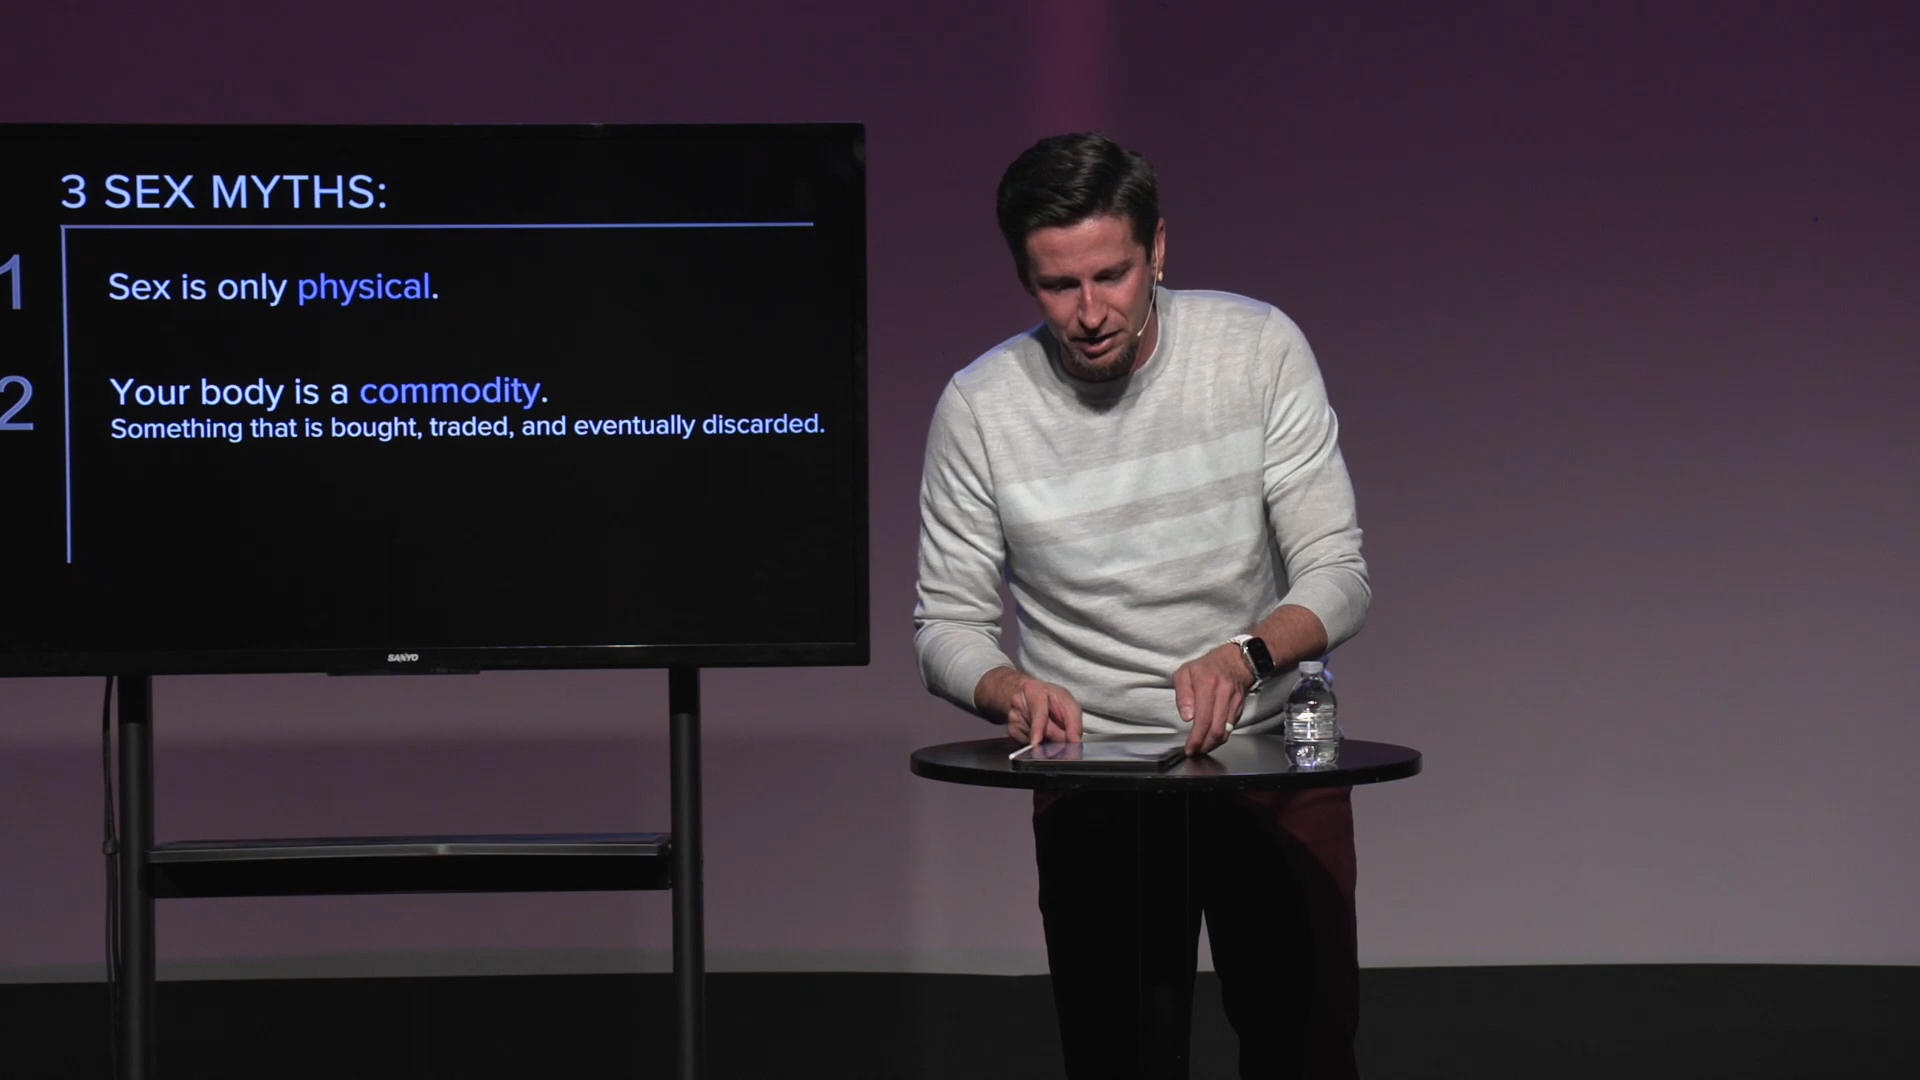 3 SEX MYTHS:
1
Sex is only physical.
2
Your body is a commodity.
Something that is bought, traded, and eventually discarded.
SANYO